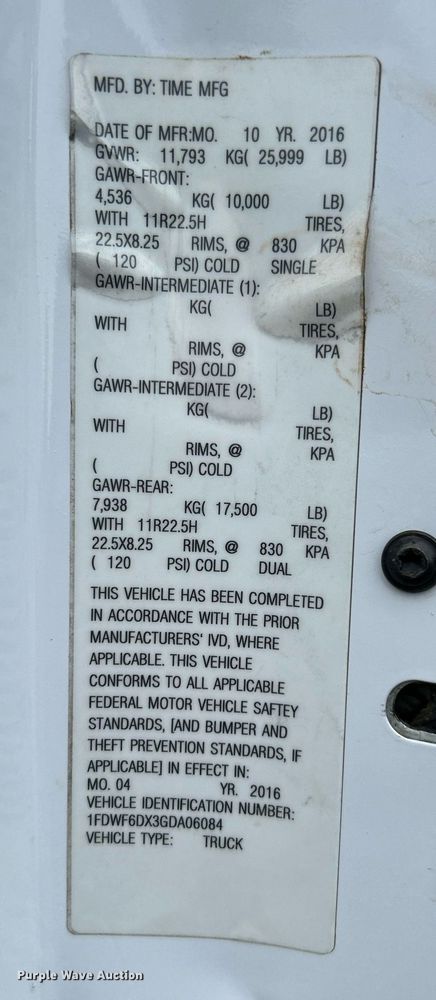 MFD. BY: TIME MFG
DATE OF MFR:MO. 10 YR. 2016
GVWR: 11,793 KG( 25,999 LB)
GAWR-FRONT:
4,536 KG( 10,000 LB)
WITH 11R22.5H TIRES,
22.5X8.25 RIMS, @ 830 KPA
( 120 PSI) COLD SINGLE
GAWR-INTERMEDIATE (1):
KG( LB)
WITH TIRES,
RIMS, @ KPA
( PSI) COLD
GAWR-INTERMEDIATE (2):
KG( LB)
WITH TIRES,
RIMS, @ KPA
( PSI) COLD
GAWR-REAR:
7,938 KG( 17,500 LB)
WITH 11R22.5H TIRES,
22.5X8.25 RIMS, @ 830 KPA
( 120 PSI) COLD DUAL
THIS VEHICLE HAS BEEN COMPLETED
IN ACCORDANCE WITH THE PRIOR
MANUFACTURERS' IVD, WHERE
APPLICABLE. THIS VEHICLE
CONFORMS TO ALL APPLICABLE
FEDERAL MOTOR VEHICLE SAFTEY
STANDARDS, [AND BUMPER AND
THEFT PREVENTION STANDARDS, IF
APPLICABLE] IN EFFECT IN:
MO. 04 YR. 2016
VEHICLE IDENTIFICATION NUMBER:
1FDWF6DX3GDA06084
VEHICLE TYPE: TRUCK
Purple Wave Auction